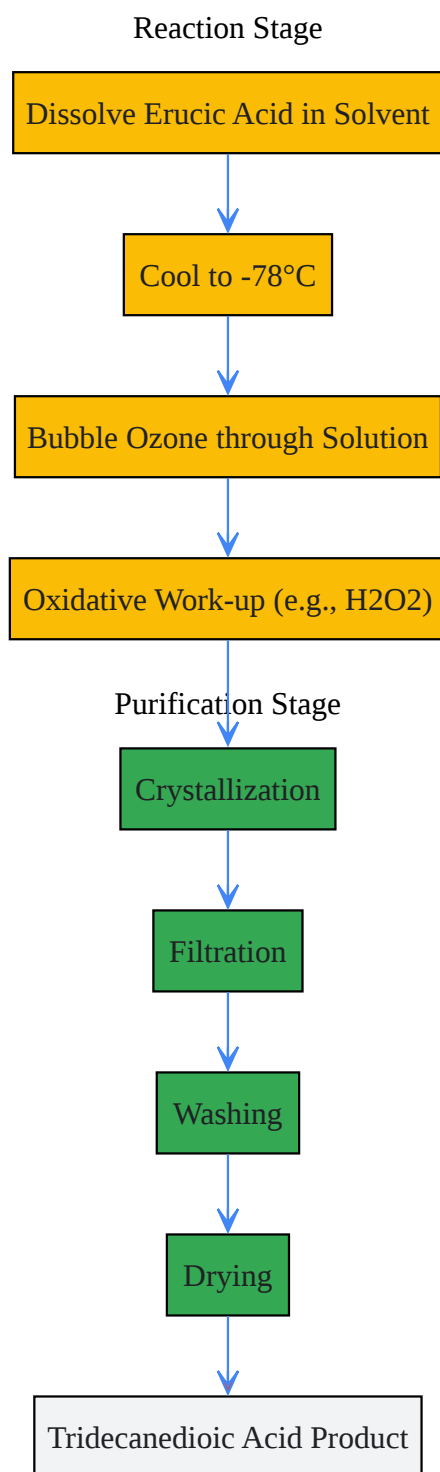 Reaction Stage
Dissolve Erucic Acid in Solvent
Cool to -78°C
Bubble Ozone through Solution
Oxidative Work-up (e.g., H2O2)
Purification Stage
Crystallization
Filtration
Washing
Drying
Tridecanedioic Acid Product